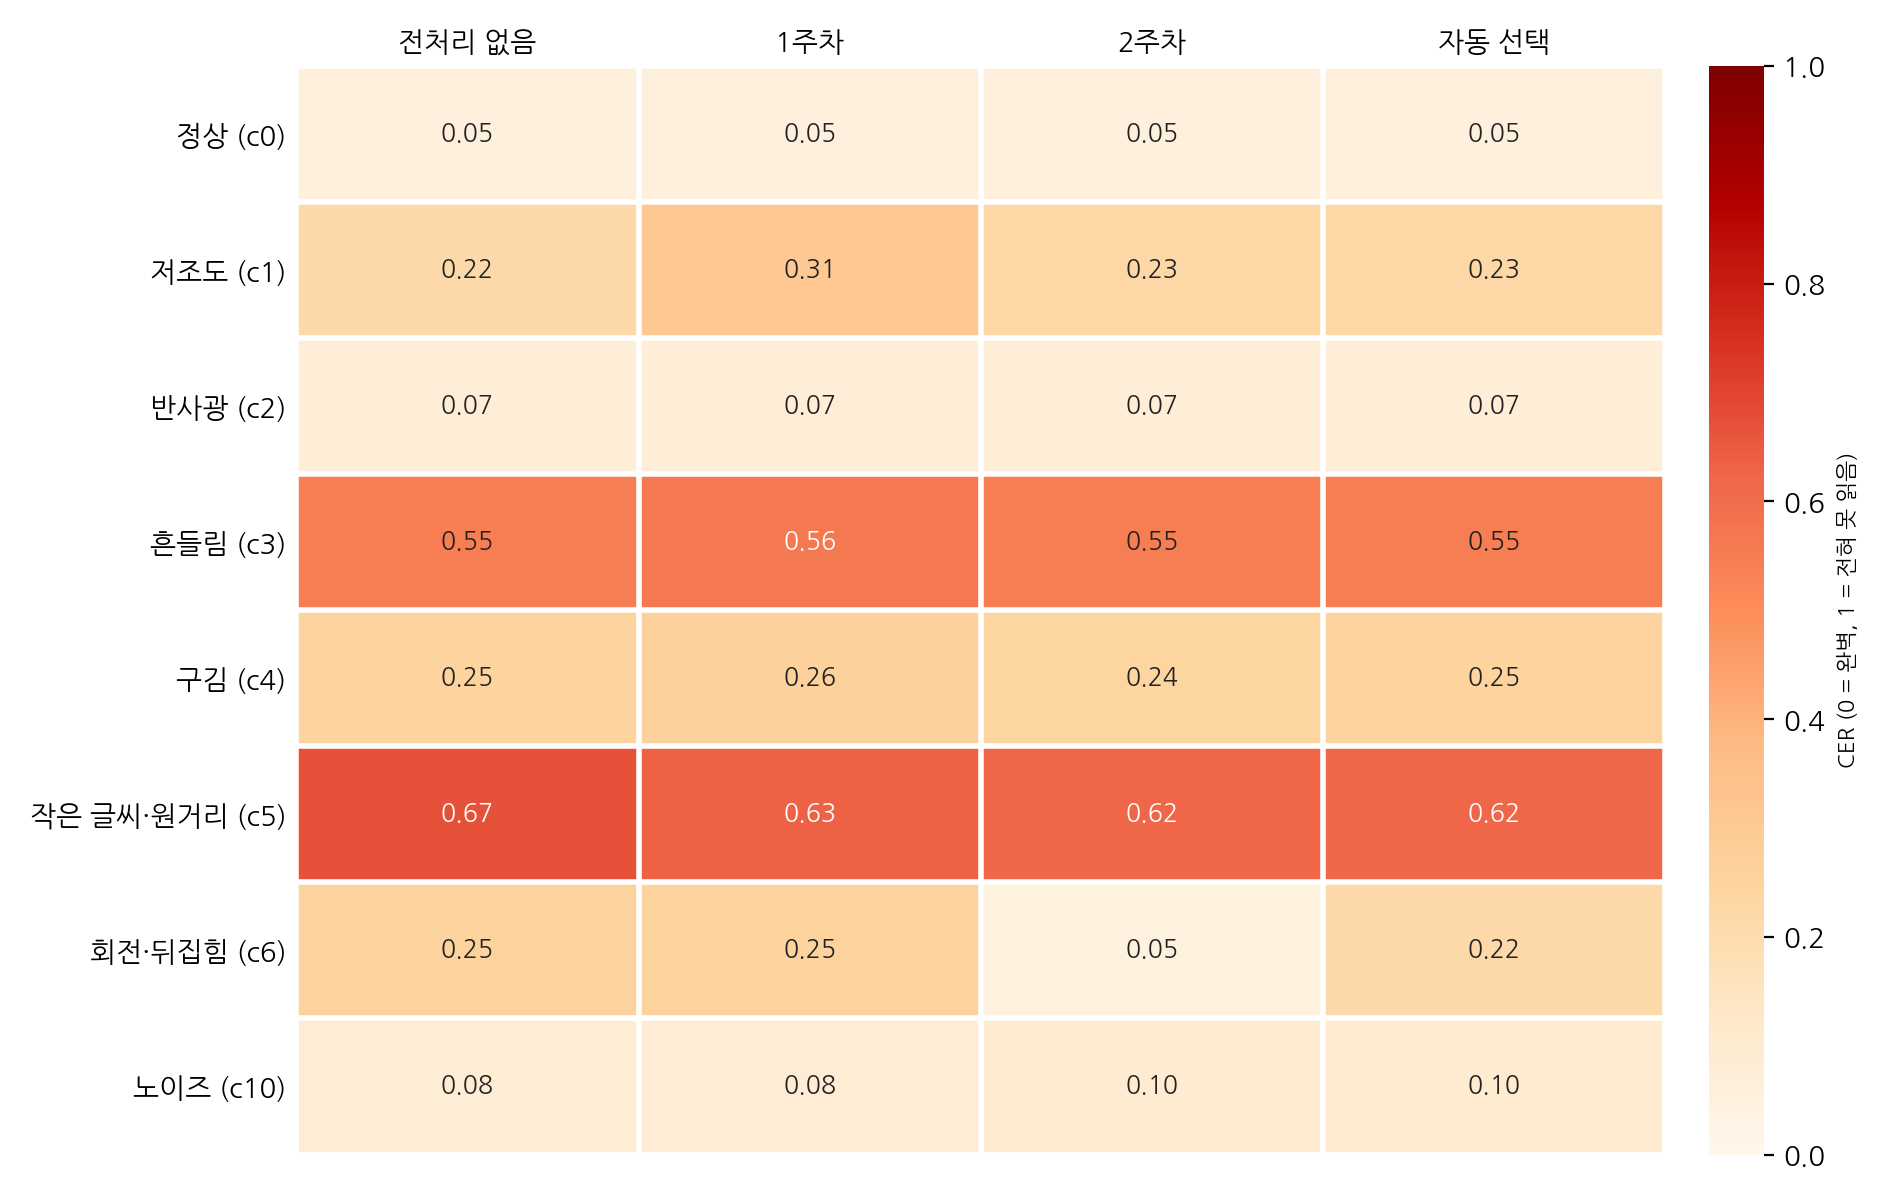 전처리 없음 1주차 2주차 자동 선택
정상 (c0) 0.05 0.05 0.05 0.05
저조도 (c1) 0.22 0.31 0.23 0.23
반사광 (c2) 0.07 0.07 0.07 0.07
흔들림 (c3) 0.55 0.56 0.55 0.55
구김 (c4) 0.25 0.26 0.24 0.25
작은 글씨·원거리 (c5) 0.67 0.63 0.62 0.62
회전·뒤집힘 (c6) 0.25 0.25 0.05 0.22
노이즈 (c10) 0.08 0.08 0.10 0.10
1.0
0.8
0.6
0.4
0.2
0.0
CER (0 = 완벽, 1 = 전혀 못 읽음)